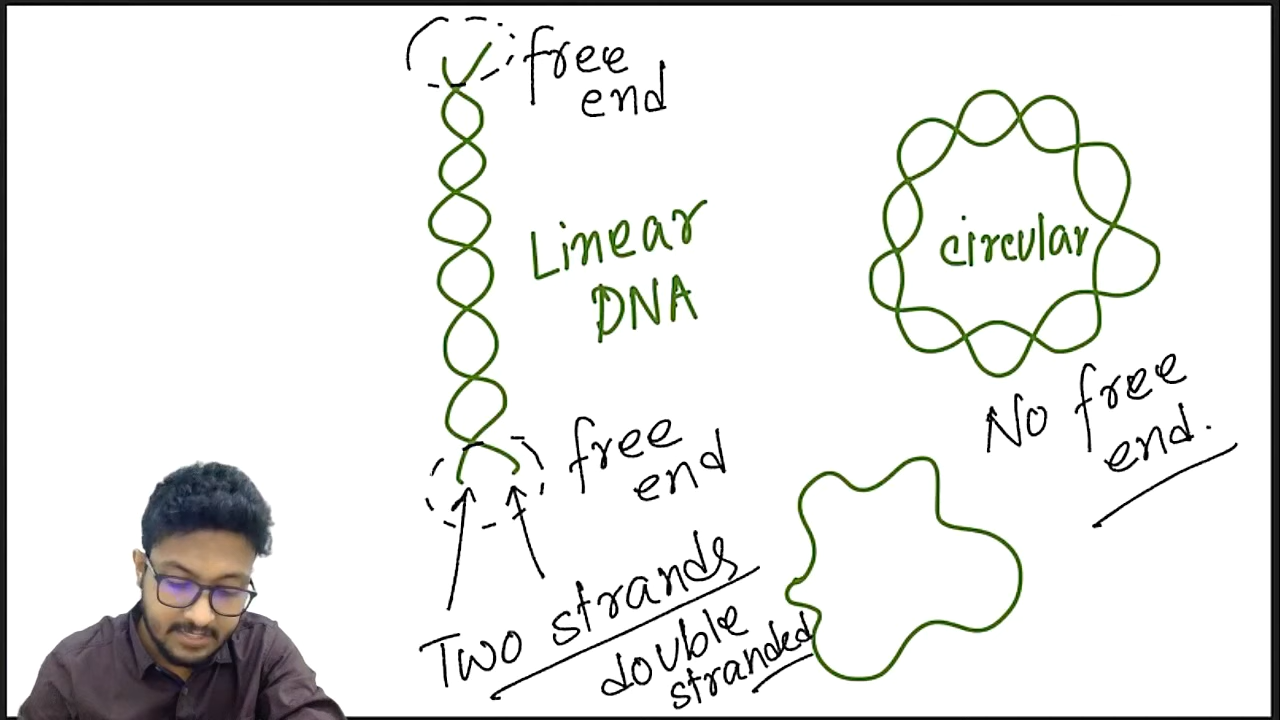 free
end
Linear
DNA
circular
No free
end.
free
end
Two strands
double
stranded